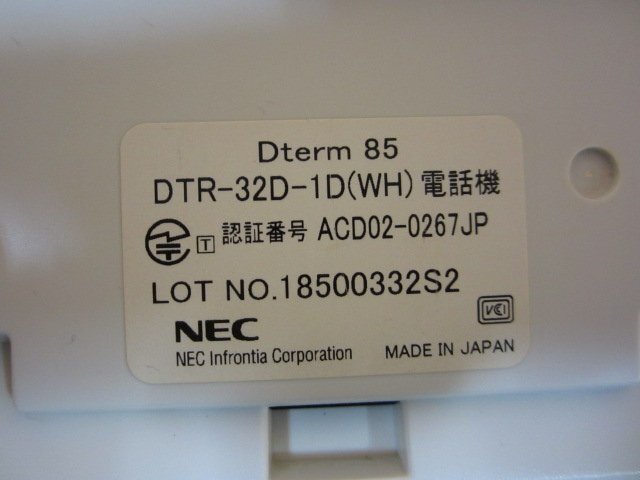 Dterm 85
DTR-32D-1D(WH) 電話機
T 認証番号 ACD02-0267JP
LOT NO.18500332S2
NEC
VCI
NEC Infrontia Corporation
MADE IN JAPAN